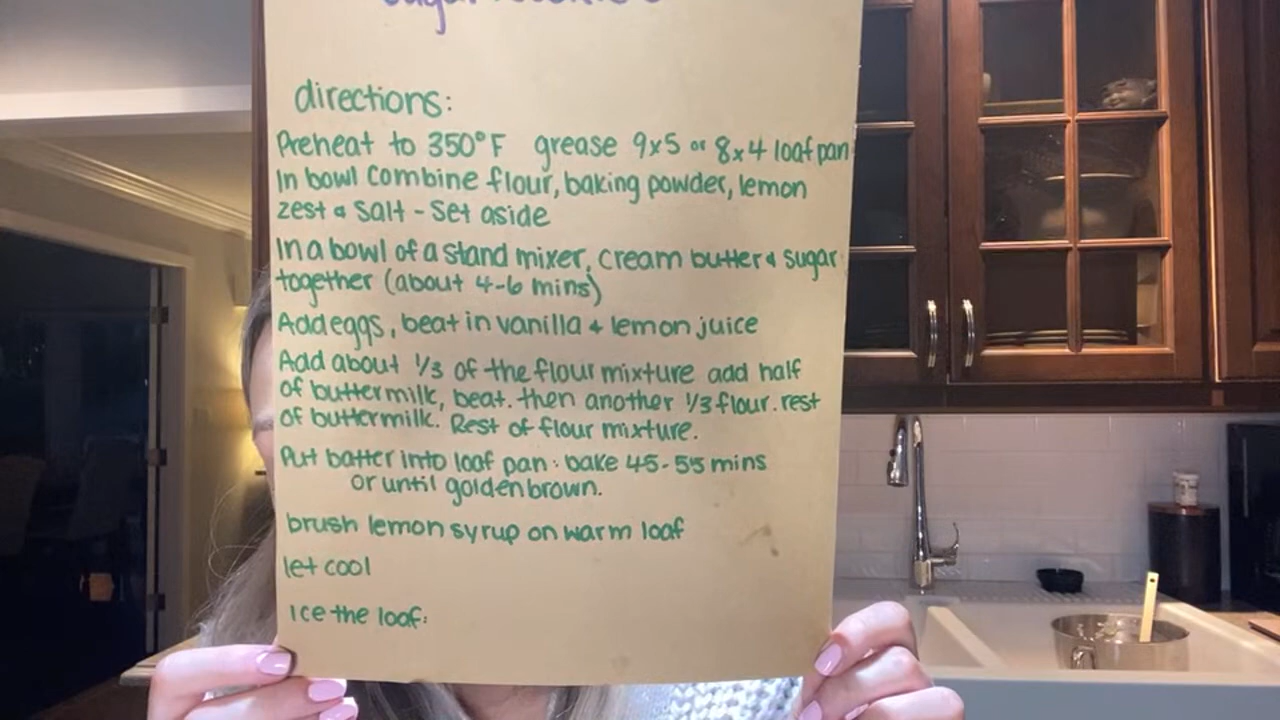 sugar
directions:
Preheat to 350°F grease 9x5 or 8x4 loaf pan
In bowl combine flour, baking powder, lemon
zest & salt - set aside
In a bowl of a stand mixer, cream butter & sugar
together (about 4-6 mins)
Add eggs, beat in vanilla & lemon juice
Add about 1/3 of the flour mixture add half
of buttermilk, beat. then another 1/3 flour. rest
of buttermilk. Rest of flour mixture.
Put batter into loaf pan: bake 45-55 mins
or until golden brown.
brush lemon syrup on warm loaf
let cool
Ice the loaf: